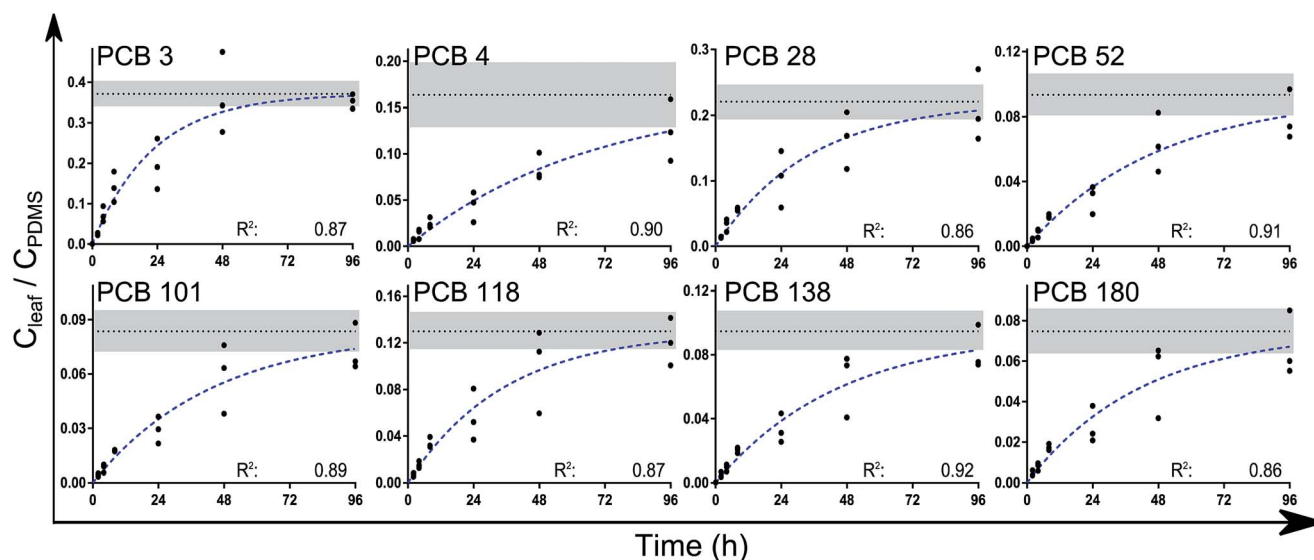 PCB 3
PCB 4
PCB 28
PCB 52
0.4
0.3
0.2
0.1
0.0
R²: 0.87
0 24 48 72 96
0.20
0.15
0.10
0.05
0.00
R²: 0.90
0 24 48 72 96
0.3
0.2
0.1
0.0
R²: 0.86
0 24 48 72 96
0.12
0.08
0.04
0.00
R²: 0.91
0 24 48 72 96
C_leaf / C_PDMS
PCB 101
PCB 118
PCB 138
PCB 180
0.09
0.06
0.03
0.00
R²: 0.89
0 24 48 72 96
0.16
0.12
0.08
0.04
0.00
R²: 0.87
0 24 48 72 96
0.12
0.08
0.04
0.00
R²: 0.92
0 24 48 72 96
0.08
0.06
0.04
0.02
0.00
R²: 0.86
0 24 48 72 96
Time (h)